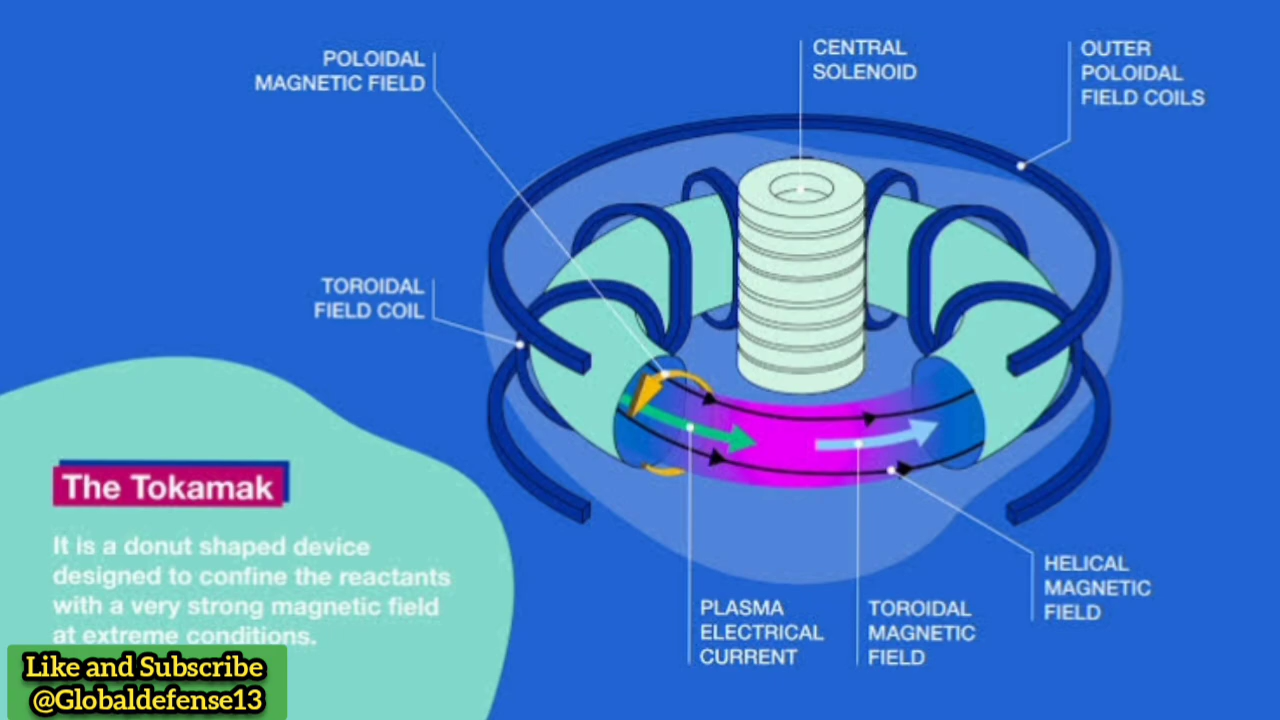 POLOIDAL
MAGNETIC FIELD
CENTRAL
SOLENOID
OUTER
POLOIDAL
FIELD COILS
TOROIDAL
FIELD COIL
The Tokamak
It is a donut shaped device
designed to confine the reactants
with a very strong magnetic field
at extreme conditions.
HELICAL
MAGNETIC
FIELD
PLASMA
ELECTRICAL
CURRENT
TOROIDAL
MAGNETIC
FIELD
Like and Subscribe
@Globaldefense13